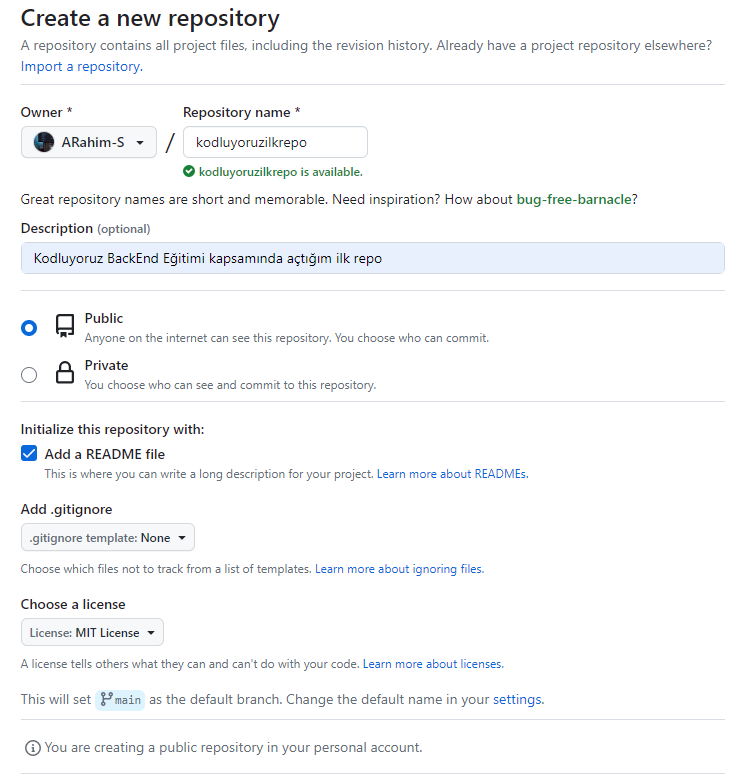 Create a new repository
A repository contains all project files, including the revision history. Already have a project repository elsewhere?
Import a repository.
Owner * Repository name *
ARahim-S / kodluyoruzilkrepo
kodluyoruzilkrepo is available.
Great repository names are short and memorable. Need inspiration? How about bug-free-barnacle?
Description (optional)
Kodluyoruz BackEnd Eğitimi kapsamında açtığım ilk repo
Public
Anyone on the internet can see this repository. You choose who can commit.
Private
You choose who can see and commit to this repository.
Initialize this repository with:
Add a README file
This is where you can write a long description for your project. Learn more about READMEs.
Add .gitignore
.gitignore template: None
Choose which files not to track from a list of templates. Learn more about ignoring files.
Choose a license
License: MIT License
A license tells others what they can and can't do with your code. Learn more about licenses.
This will set main as the default branch. Change the default name in your settings.
You are creating a public repository in your personal account.